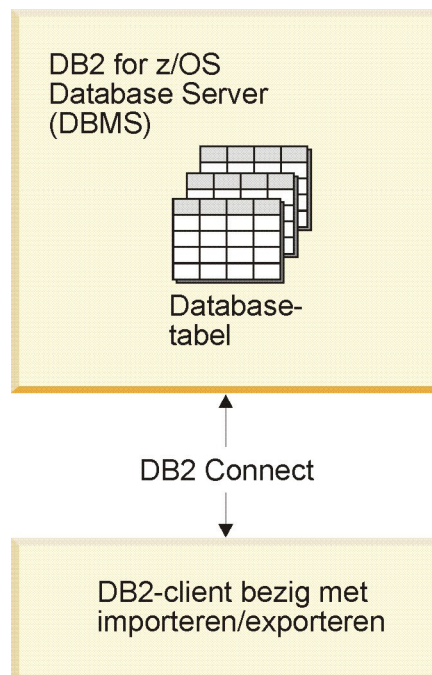 DB2 for z/OS
Database Server
(DBMS)
Database-
tabel
DB2 Connect
DB2-client bezig met
importeren/exporteren